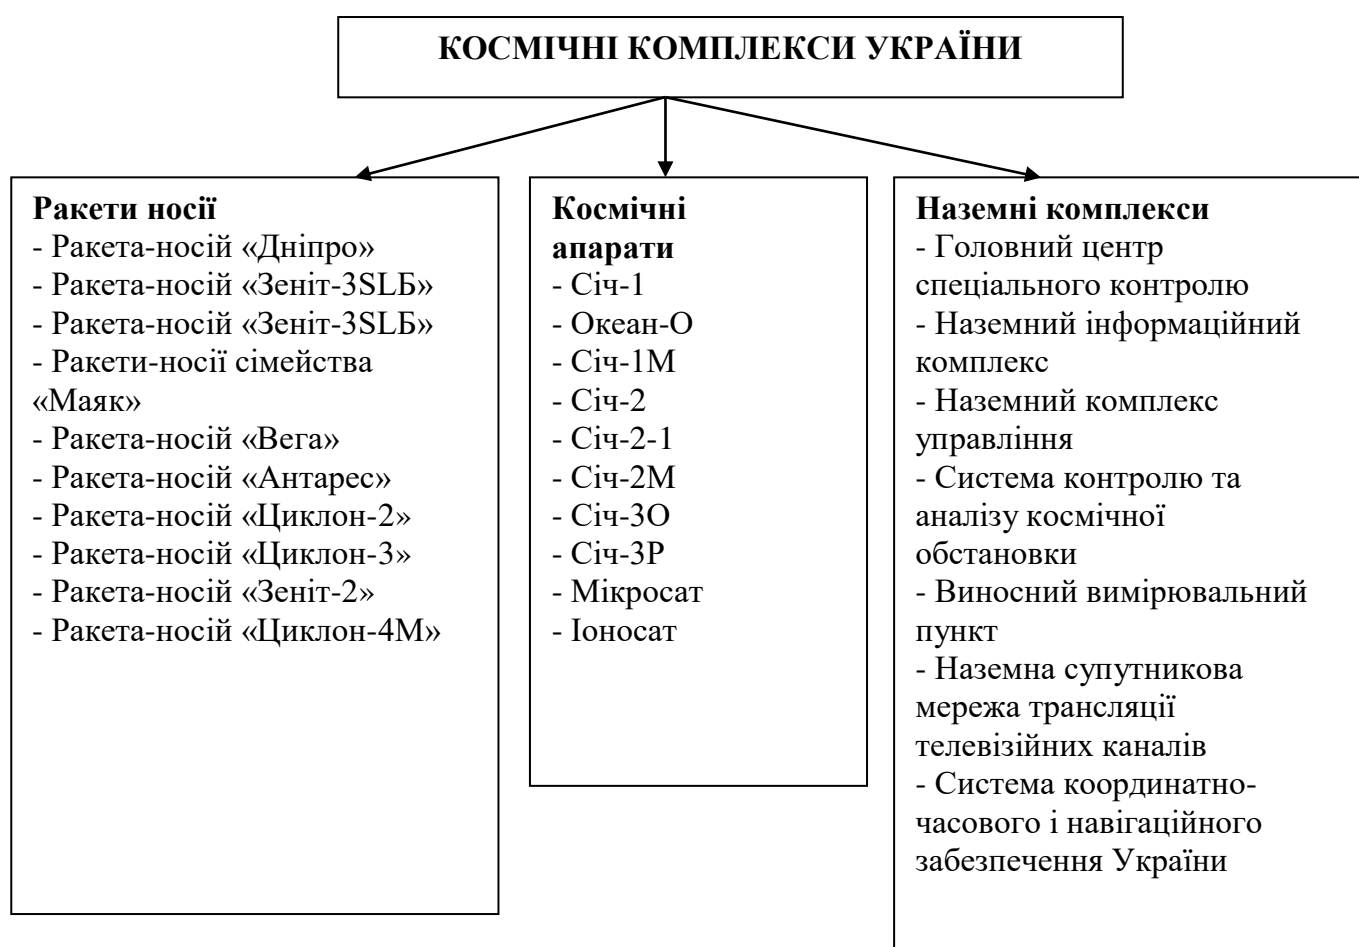 КОСМІЧНІ КОМПЛЕКСИ УКРАЇНИ
Ракети носії
- Ракета-носій «Дніпро»
- Ракета-носій «Зеніт-3SLБ»
- Ракета-носій «Зеніт-3SLБ»
- Ракети-носії сімейства
«Маяк»
- Ракета-носій «Вега»
- Ракета-носій «Антарес»
- Ракета-носій «Циклон-2»
- Ракета-носій «Циклон-3»
- Ракета-носій «Зеніт-2»
- Ракета-носій «Циклон-4М»
Космічні
апарати
- Січ-1
- Океан-О
- Січ-1М
- Січ-2
- Січ-2-1
- Січ-2М
- Січ-3О
- Січ-3Р
- Мікросат
- Іоносат
Наземні комплекси
- Головний центр
спеціального контролю
- Наземний інформаційний
комплекс
- Наземний комплекс
управління
- Система контролю та
аналізу космічної
обстановки
- Виносний вимірювальний
пункт
- Наземна супутникова
мережа трансляції
телевізійних каналів
- Система координатно-
часового і навігаційного
забезпечення України